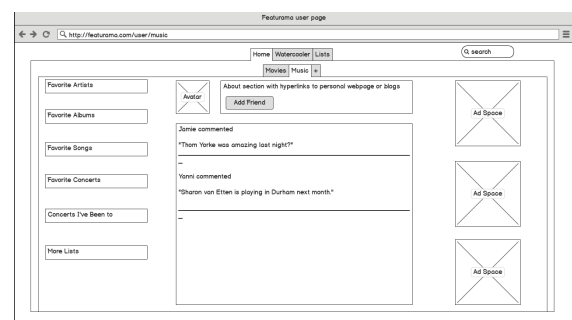 Featurama user page
http://featurama.com/user/music
Home Watercooler Lists
search
Movies Music +
Favorite Artists
Favorite Albums
Favorite Songs
Favorite Concerts
Concerts I've Been to
More Lists
Avatar
About section with hyperlinks to personal webpage or blogs
Add Friend
Jamie commented
"Thom Yorke was amazing last night?"
Yanni commented
"Sharon van Etten is playing in Durham next month."
Ad Space
Ad Space
Ad Space